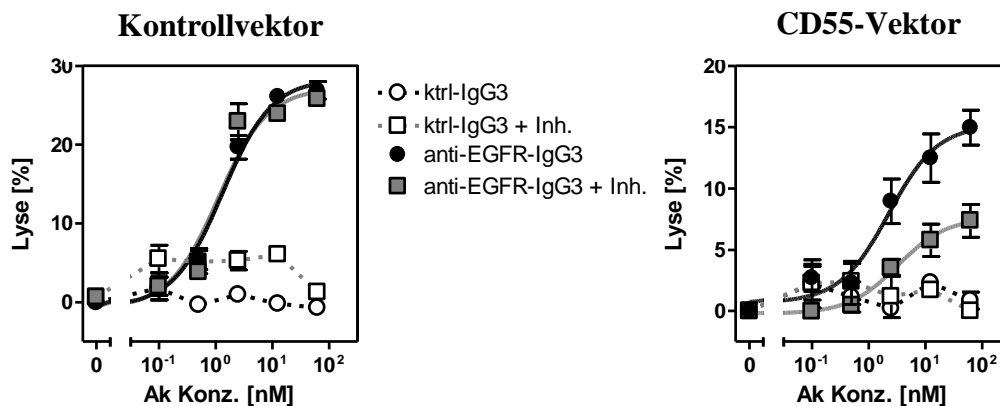 Kontrollvektor
30
20
10
0
Lyse [%]
0 10⁻¹ 10⁰ 10¹ 10²
Ak Konz. [nM]
ktrl-IgG3
ktrl-IgG3 + Inh.
anti-EGFR-IgG3
anti-EGFR-IgG3 + Inh.
CD55-Vektor
20
15
10
5
0
Lyse [%]
0 10⁻¹ 10⁰ 10¹ 10²
Ak Konz. [nM]